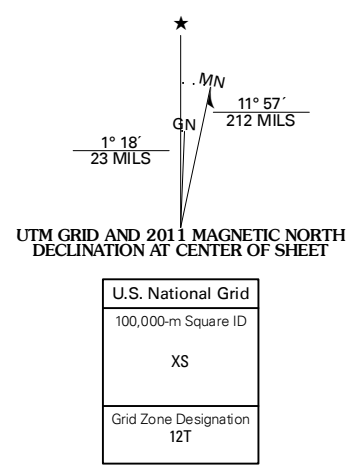 ★
MN
11° 57´
212 MILS
GN
1° 18´
23 MILS
UTM GRID AND 2011 MAGNETIC NORTH
DECLINATION AT CENTER OF SHEET
U.S. National Grid
100,000-m Square ID
XS
Grid Zone Designation
12T